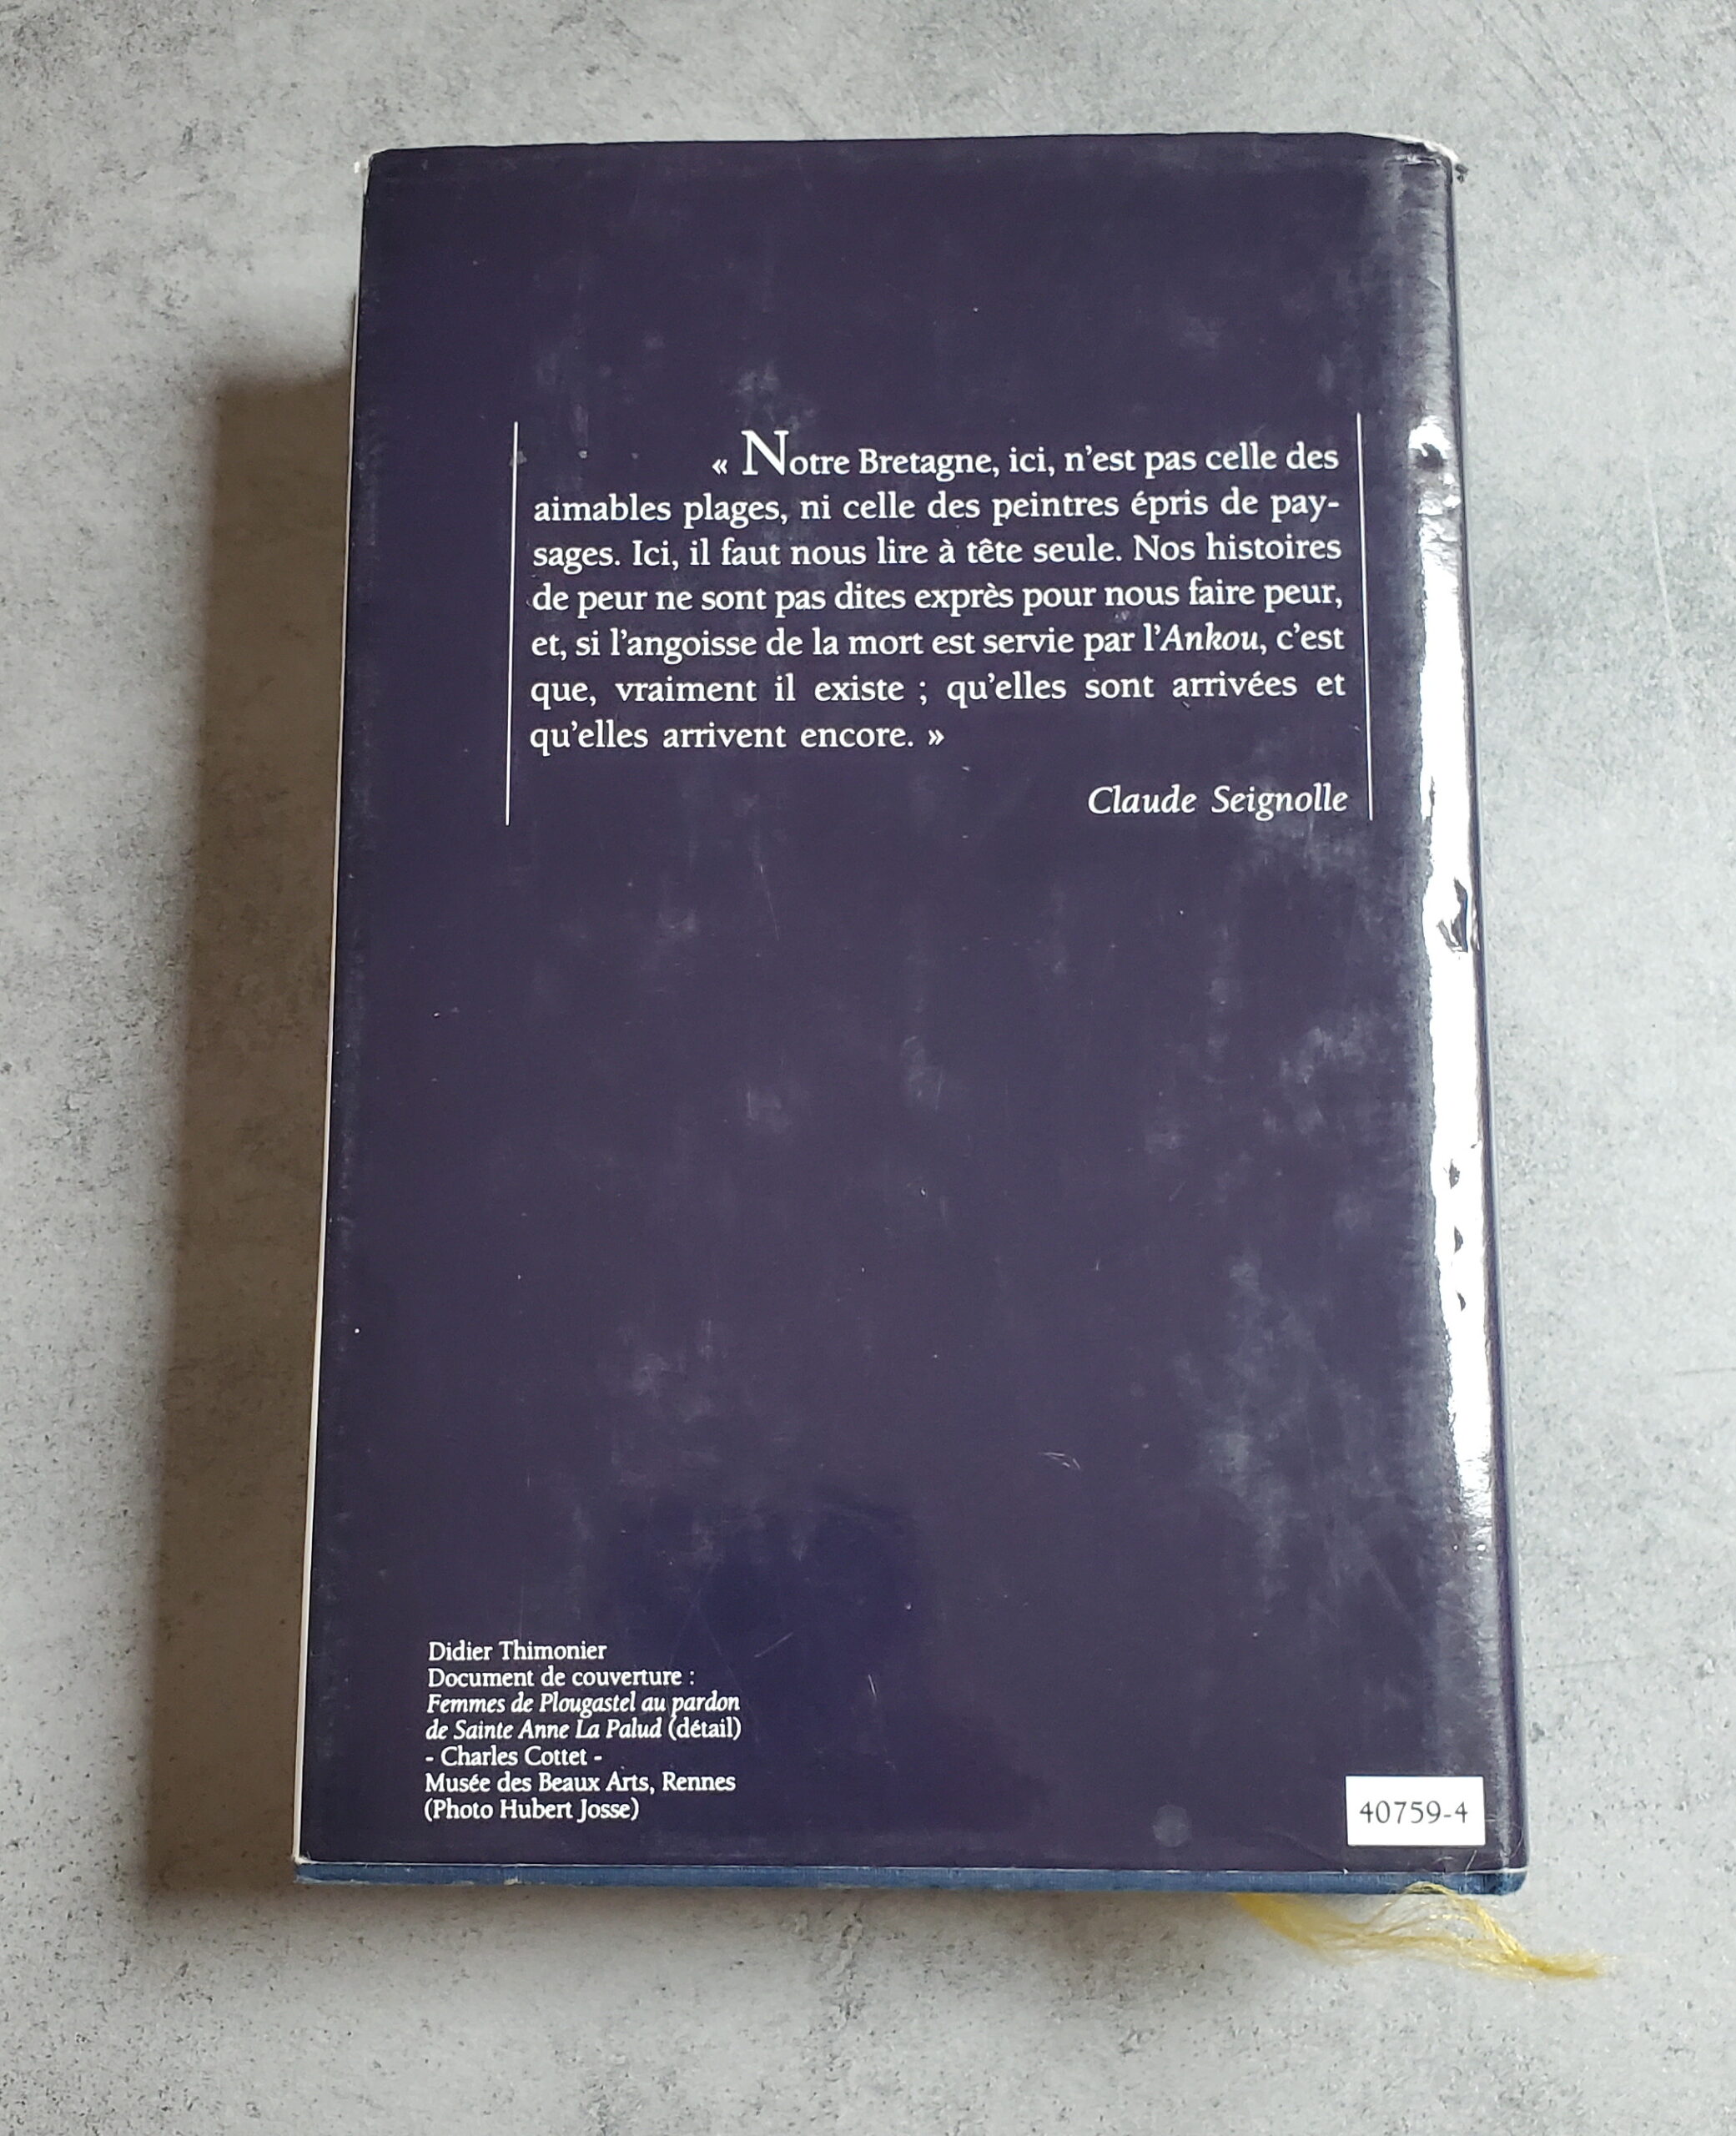 « Notre Bretagne, ici, n'est pas celle des
aimables plages, ni celle des peintres épris de pay-
sages. Ici, il faut nous lire à tête seule. Nos histoires
de peur ne sont pas dites exprès pour nous faire peur,
et, si l'angoisse de la mort est servie par l'Ankou, c'est
que, vraiment il existe ; qu'elles sont arrivées et
qu'elles arrivent encore. »
Claude Seignolle
Didier Thimonier
Document de couverture :
Femmes de Plougastel au pardon
de Sainte Anne La Palud (détail)
- Charles Cottet -
Musée des Beaux Arts, Rennes
(Photo Hubert Josse)
40759-4